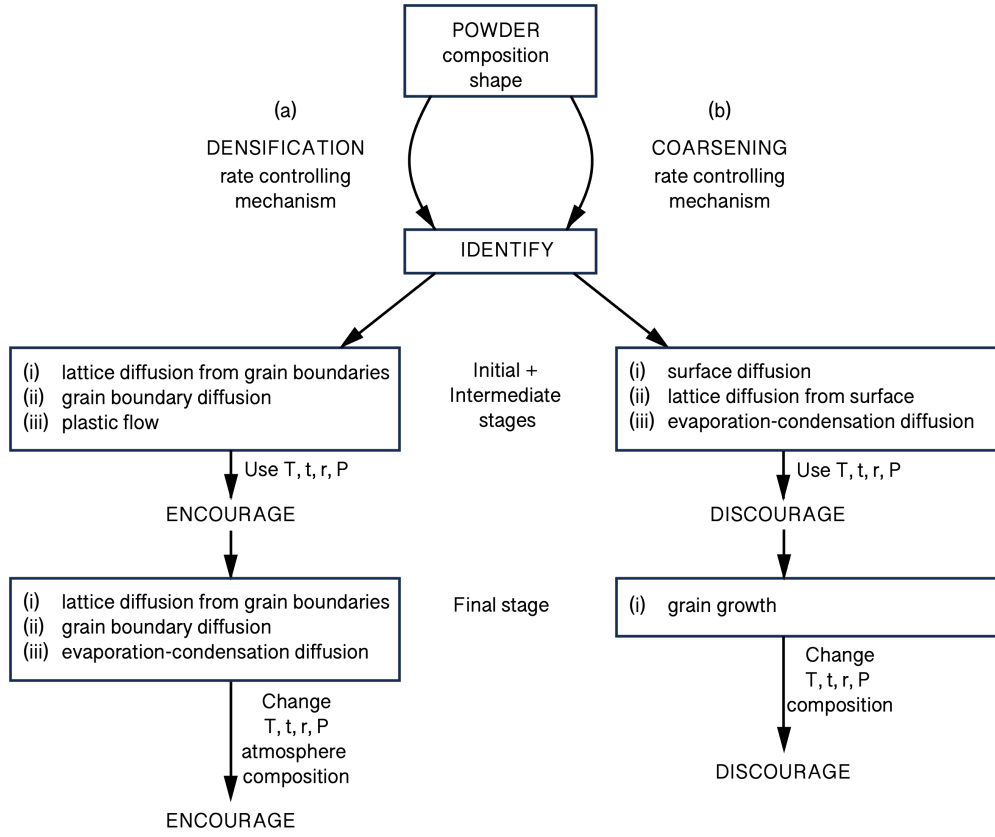 POWDER
composition
shape
(a)
DENSIFICATION
rate controlling
mechanism
(b)
COARSENING
rate controlling
mechanism
IDENTIFY
(i) lattice diffusion from grain boundaries
(ii) grain boundary diffusion
(iii) plastic flow
Initial +
Intermediate
stages
(i) surface diffusion
(ii) lattice diffusion from surface
(iii) evaporation-condensation diffusion
Use T, t, r, P
ENCOURAGE
Use T, t, r, P
DISCOURAGE
(i) lattice diffusion from grain boundaries
(ii) grain boundary diffusion
(iii) evaporation-condensation diffusion
Final stage
(i) grain growth
Change
T, t, r, P
atmosphere
composition
ENCOURAGE
Change
T, t, r, P
composition
DISCOURAGE